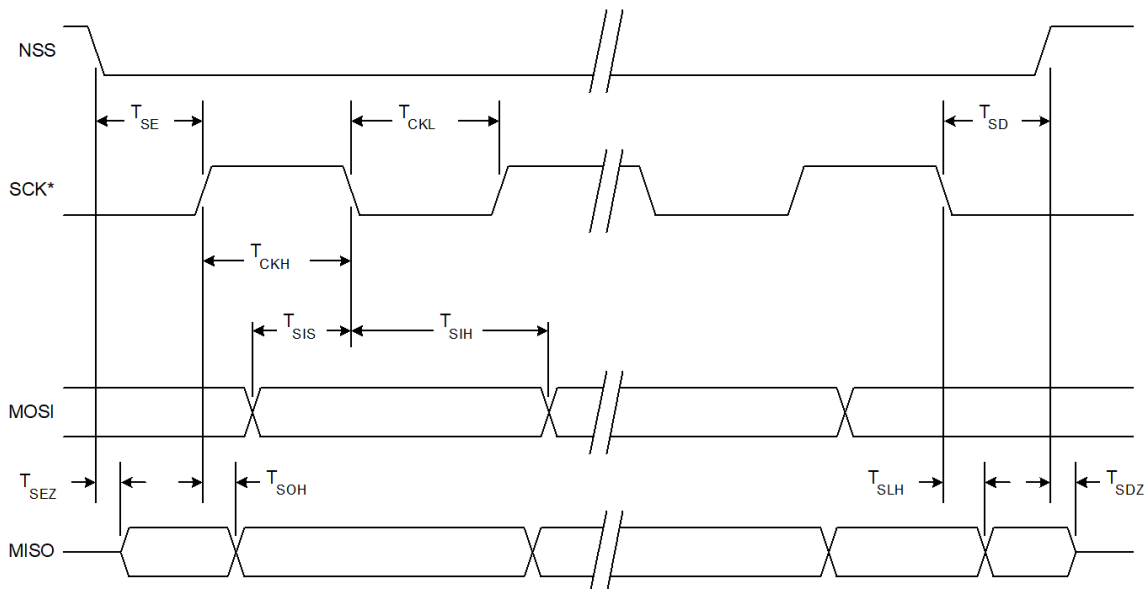 NSS
TSE
TCKL
TSD
SCK*
TCKH
TSIS
TSIH
MOSI
TSEZ
TSOH
TSLH
TSDZ
MISO